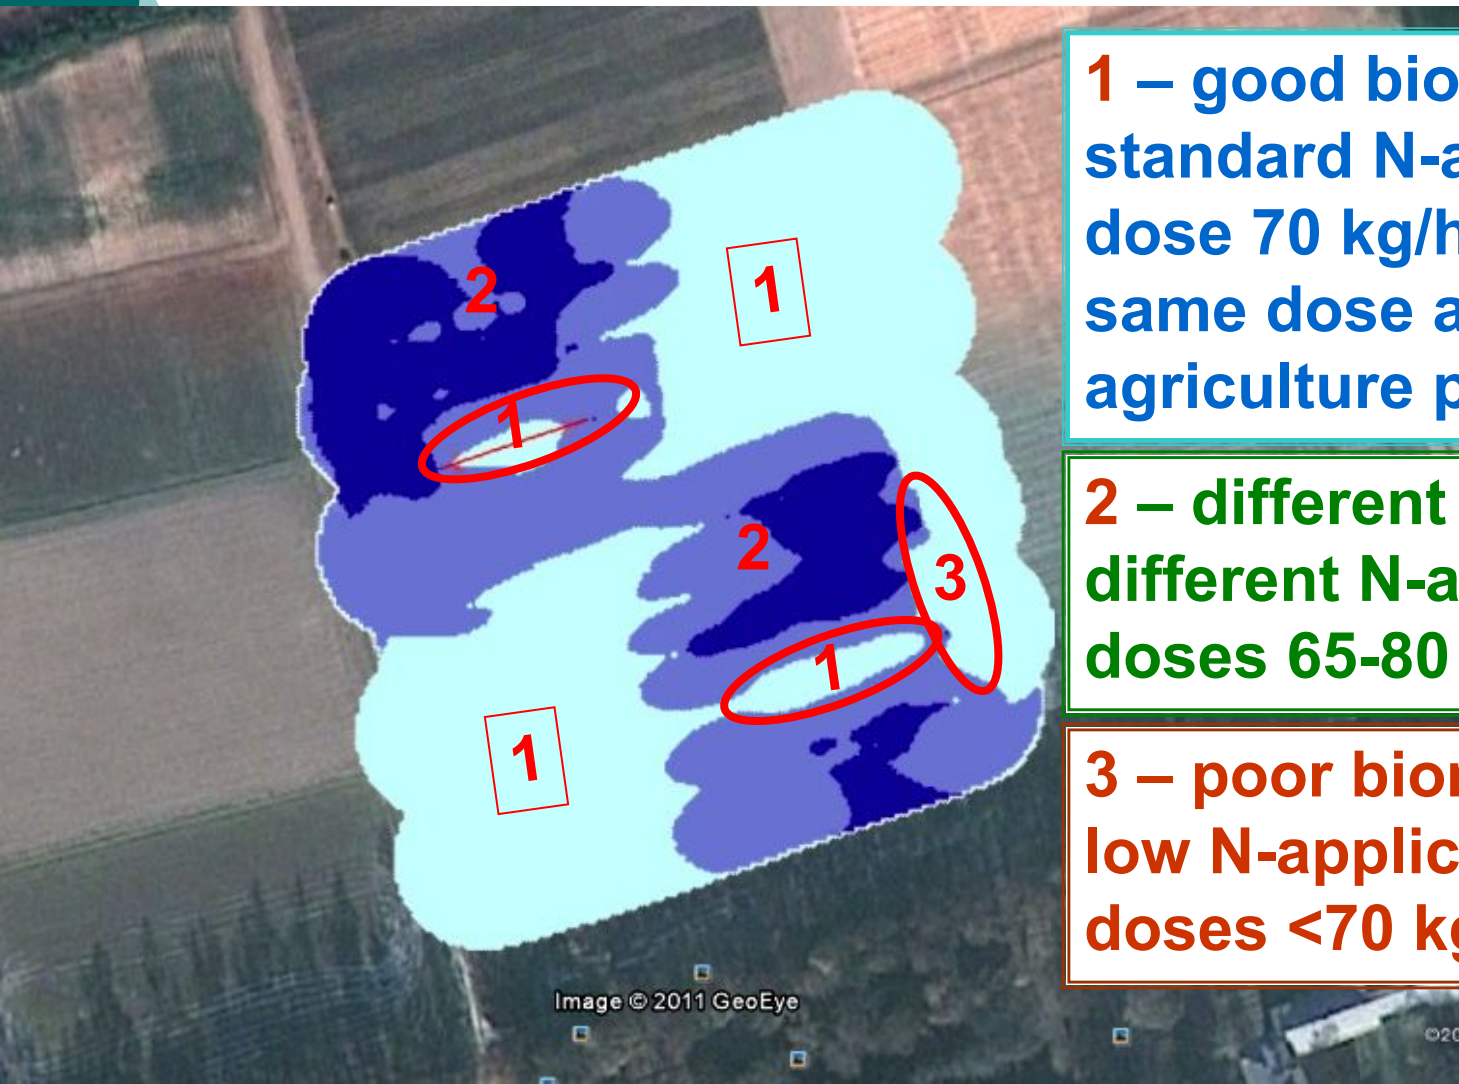 1 – good bio
standard N-a
dose 70 kg/h
same dose a
agriculture p
2 – different
different N-a
doses 65-80
3 – poor bio
low N-applic
doses <70 kg
2
1
1
2
3
1
1
Image © 2011 GeoEye
©20